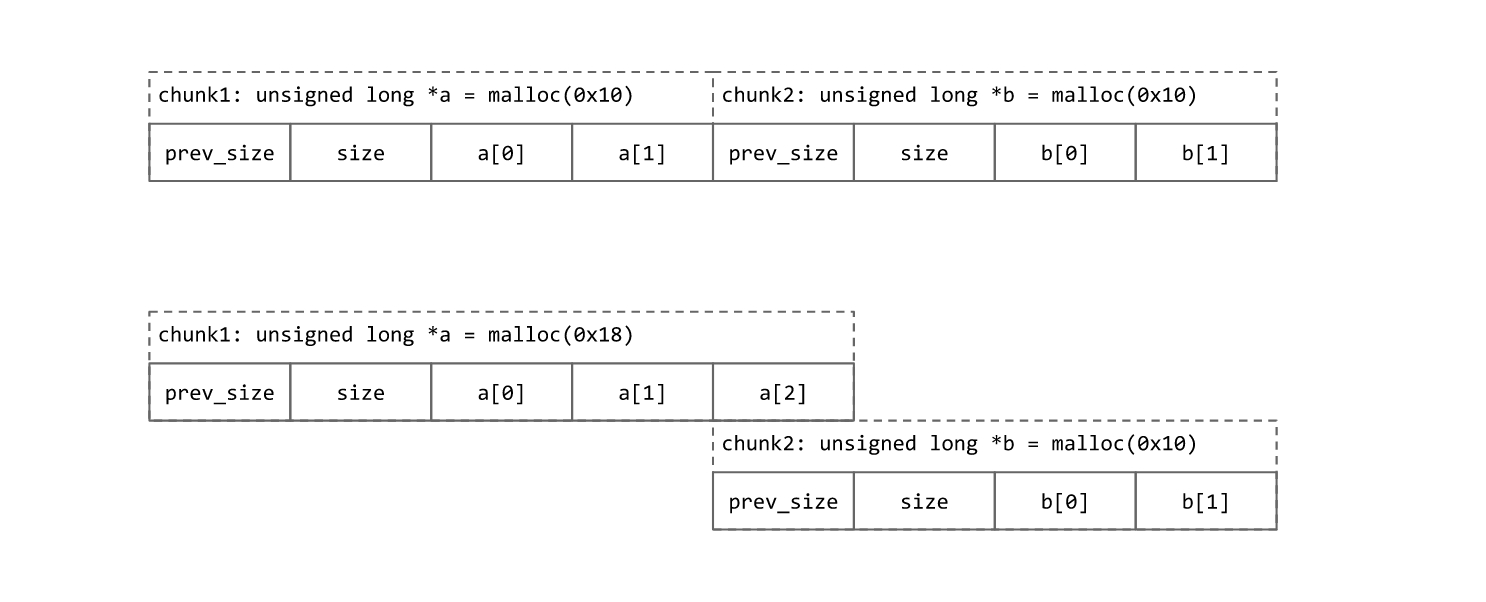 chunk1: unsigned long *a = malloc(0x10) chunk2: unsigned long *b = malloc(0x10)
prev_size size a[0] a[1] prev_size size b[0] b[1]
chunk1: unsigned long *a = malloc(0x18)
prev_size size a[0] a[1] a[2]
chunk2: unsigned long *b = malloc(0x10)
prev_size size b[0] b[1]